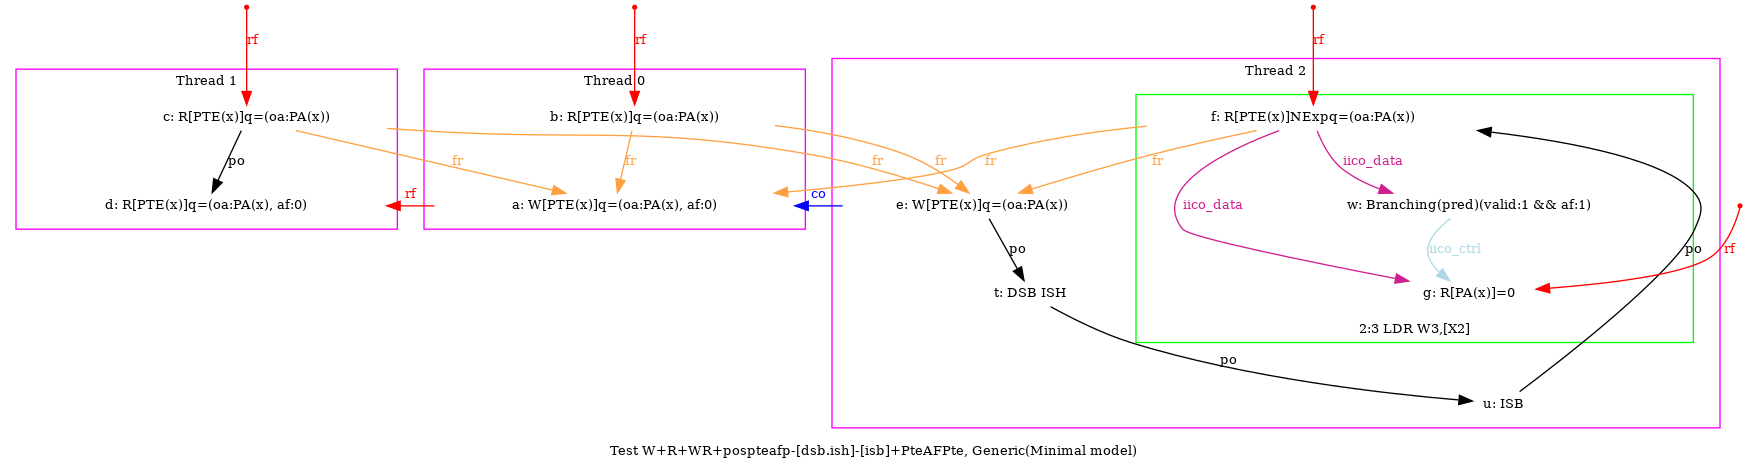 rf
rf
rf
Thread 1
Thread 0
Thread 2
c: R[PTE(x)]q=(oa:PA(x))
b: R[PTE(x)]q=(oa:PA(x))
f: R[PTE(x)]NExpq=(oa:PA(x))
po
fr
fr
fr
fr
fr
fr
iico_data
rf
co
d: R[PTE(x)]q=(oa:PA(x), af:0)
a: W[PTE(x)]q=(oa:PA(x), af:0)
e: W[PTE(x)]q=(oa:PA(x))
iico_data
w: Branching(pred)(valid:1 && af:1)
po
iico_ctrl
po
rf
t: DSB ISH
g: R[PA(x)]=0
2:3 LDR W3,[X2]
po
u: ISB
Test W+R+WR+pospteafp-[dsb.ish]-[isb]+PteAFPte, Generic(Minimal model)